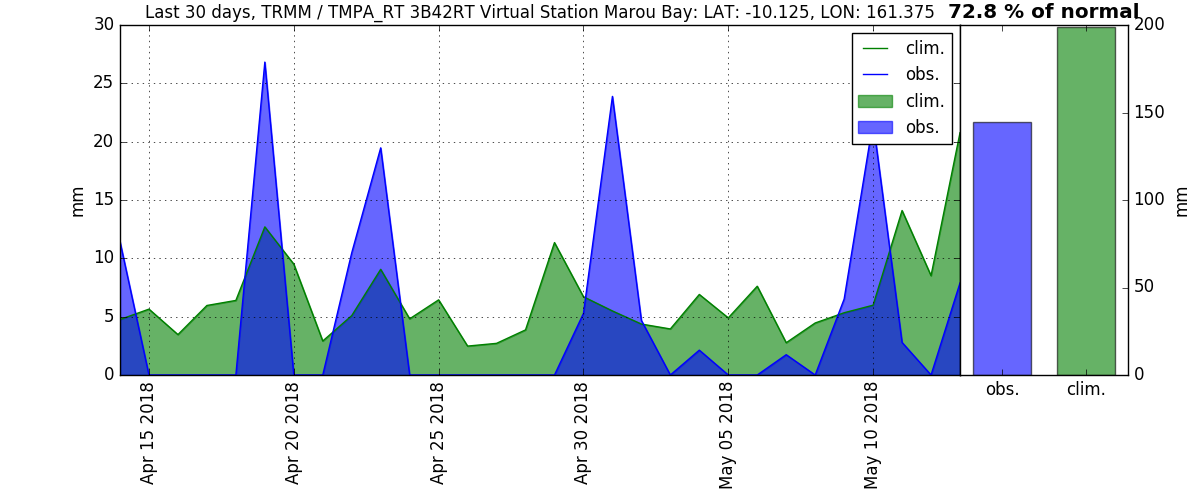 Last 30 days, TRMM / TMPA_RT 3B42RT Virtual Station Marou Bay: LAT: -10.125, LON: 161.375 72.8 % of normal
30
25
20
15
10
5
0
mm
clim.
obs.
clim.
obs.
200
150
100
50
0
mm
obs.
clim.
Apr 15 2018
Apr 20 2018
Apr 25 2018
Apr 30 2018
May 05 2018
May 10 2018